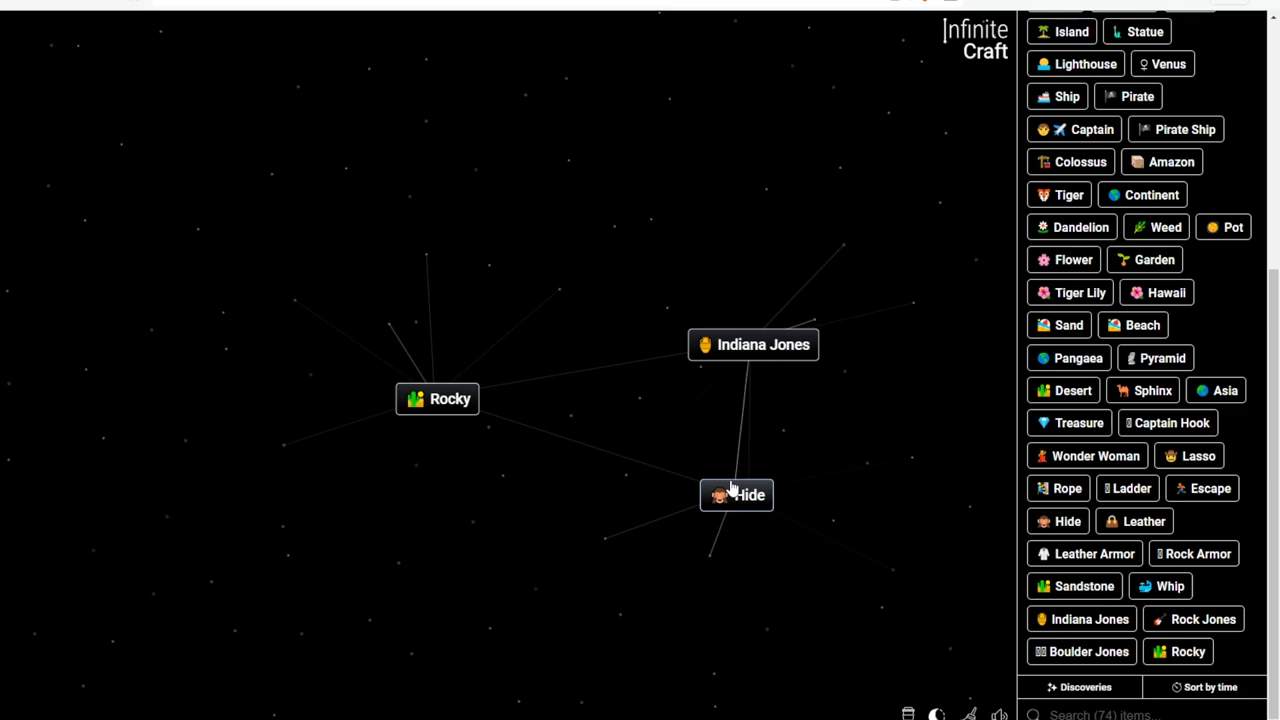 Infinite
Craft
Island Statue
Lighthouse Venus
Ship Pirate
Captain Pirate Ship
Colossus Amazon
Tiger Continent
Dandelion Weed Pot
Flower Garden
Tiger Lily Hawaii
Sand Beach
Indiana Jones
Pangaea Pyramid
Rocky
Desert Sphinx Asia
Treasure Captain Hook
Wonder Woman Lasso
Hide
Rope Ladder Escape
Hide Leather
Leather Armor Rock Armor
Sandstone Whip
Indiana Jones Rock Jones
Boulder Jones Rocky
Discoveries Sort by time
Search (74) items...